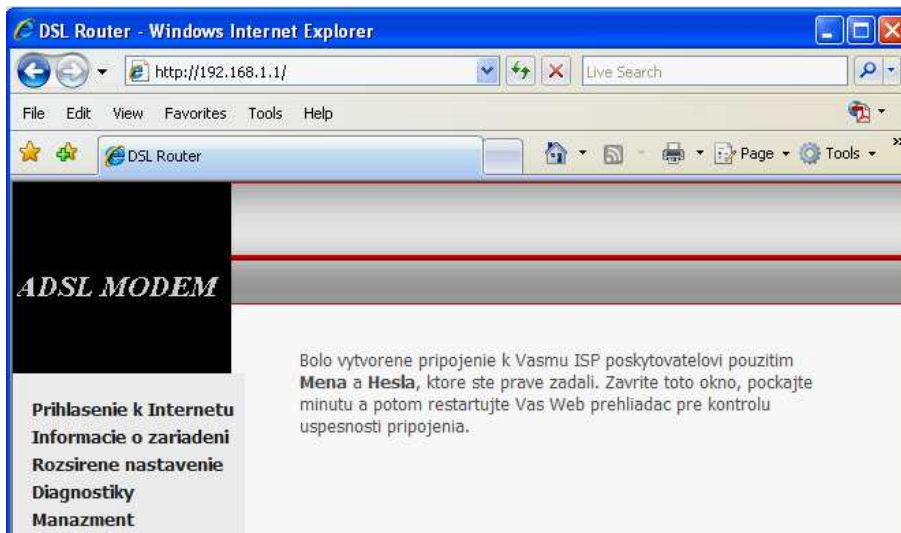 DSL Router - Windows Internet Explorer
http://192.168.1.1/
Live Search
File Edit View Favorites Tools Help
DSL Router
Page
Tools
»
ADSL MODEM
Bolo vytvorene pripojenie k Vasmu ISP poskytovatelovi pouzitim
Mena a Hesla, ktore ste prave zadali. Zavrite toto okno, pockajte
minutu a potom restartujte Vas Web prehliadac pre kontrolu
uspesnosti pripojenia.
Prihlasenie k Internetu
Informacie o zariadeni
Rozsirene nastavenie
Diagnostiky
Manazment